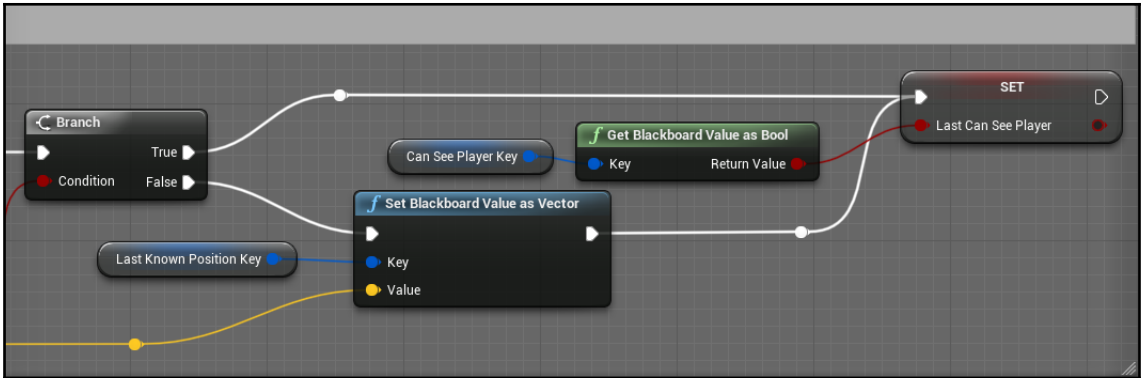 Branch
True
Condition
False
Last Known Position Key
Can See Player Key
f Get Blackboard Value as Bool
Key
Return Value
f Set Blackboard Value as Vector
Key
Value
SET
Last Can See Player